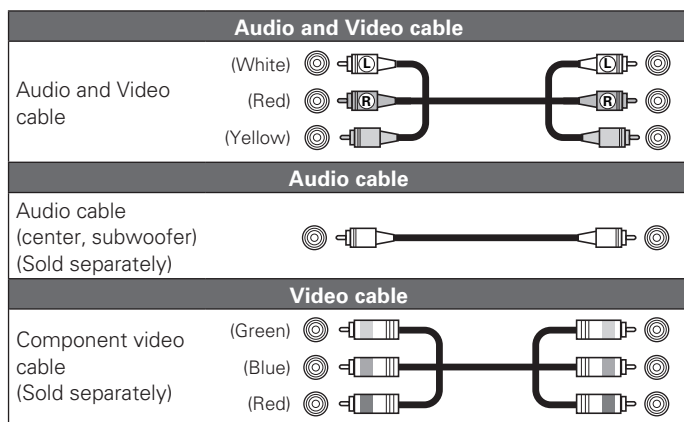 Audio and Video cable
Audio and Video
cable
(White) L L
(Red) R R
(Yellow)
Audio cable
Audio cable
(center, subwoofer)
(Sold separately)
Video cable
Component video
cable
(Sold separately)
(Green)
(Blue)
(Red)